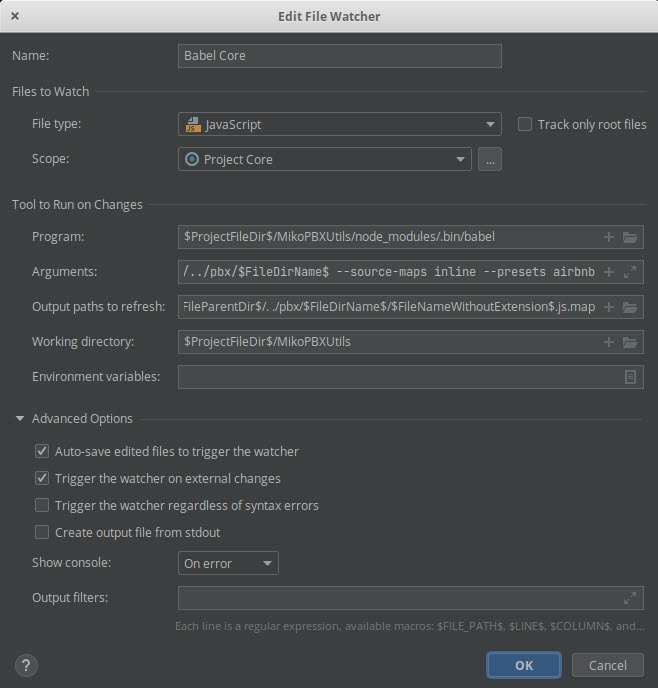 Edit File Watcher
Name: Babel Core
Files to Watch
File type: JavaScript Track only root files
Scope: Project Core ...
Tool to Run on Changes
Program: $ProjectFileDir$/MikoPBXUtils/node_modules/.bin/babel
Arguments: /../pbx/$FileDirName$ --source-maps inline --presets airbnb
Output paths to refresh: FileParentDir$/../pbx/$FileDirName$/$FileNameWithoutExtension$.js.map
Working directory: $ProjectFileDir$/MikoPBXUtils
Environment variables:
Advanced Options
Auto-save edited files to trigger the watcher
Trigger the watcher on external changes
Trigger the watcher regardless of syntax errors
Create output file from stdout
Show console: On error
Output filters:
Each line is a regular expression, available macros: $FILE_PATH$, $LINE$, $COLUMN$, and...
? OK Cancel